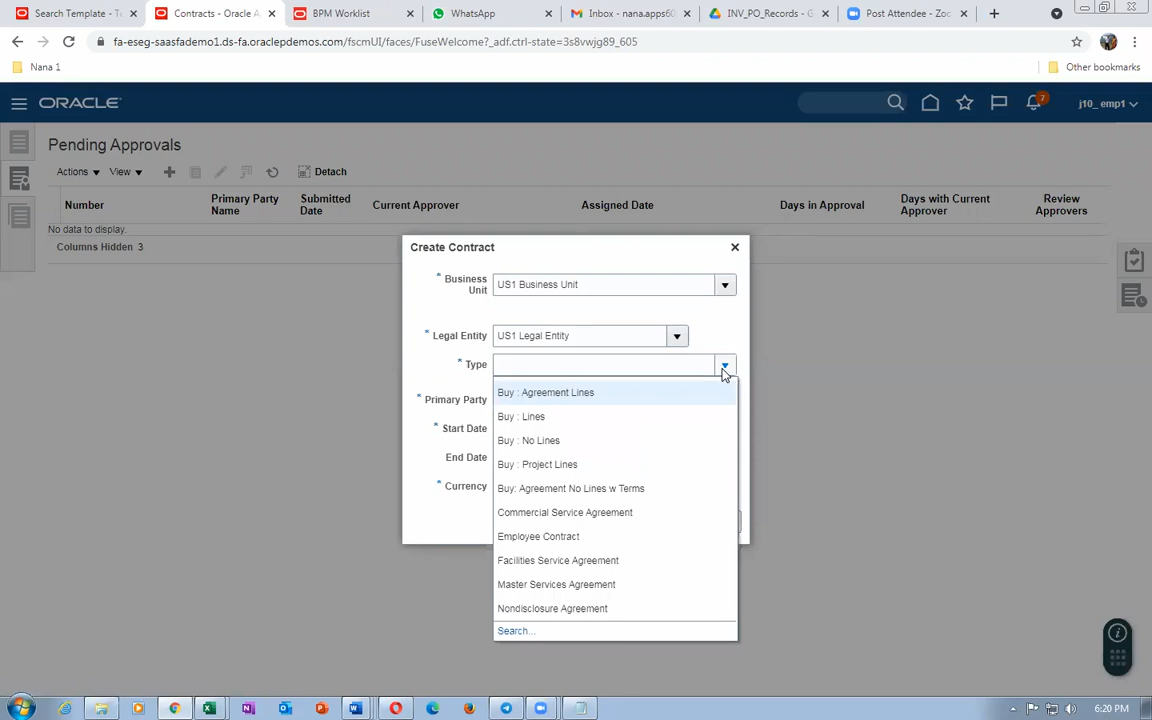 Search Template - T
Contracts - Oracle A
BPM Worklist
WhatsApp
Inbox - nana.apps60
INV_PO_Records - G
Post Attendee - Zoo
fa-eseg-saasfademo1.ds-fa.oraclepdemos.com/fscmUI/faces/FuseWelcome?_adf.ctrl-state=3s8vwjg89_605
Nana 1
Other bookmarks
ORACLE
7
j10_ emp1
Pending Approvals
Actions View Detach
Number
Primary Party Name
Submitted Date
Current Approver
Assigned Date
Days in Approval
Days with Current Approver
Review Approvers
No data to display.
Columns Hidden 3
Create Contract
* Business Unit
US1 Business Unit
* Legal Entity
US1 Legal Entity
* Type
* Primary Party
* Start Date
End Date
* Currency
Buy : Agreement Lines
Buy : Lines
Buy : No Lines
Buy : Project Lines
Buy: Agreement No Lines w Terms
Commercial Service Agreement
Employee Contract
Facilities Service Agreement
Master Services Agreement
Nondisclosure Agreement
Search...
6:20 PM